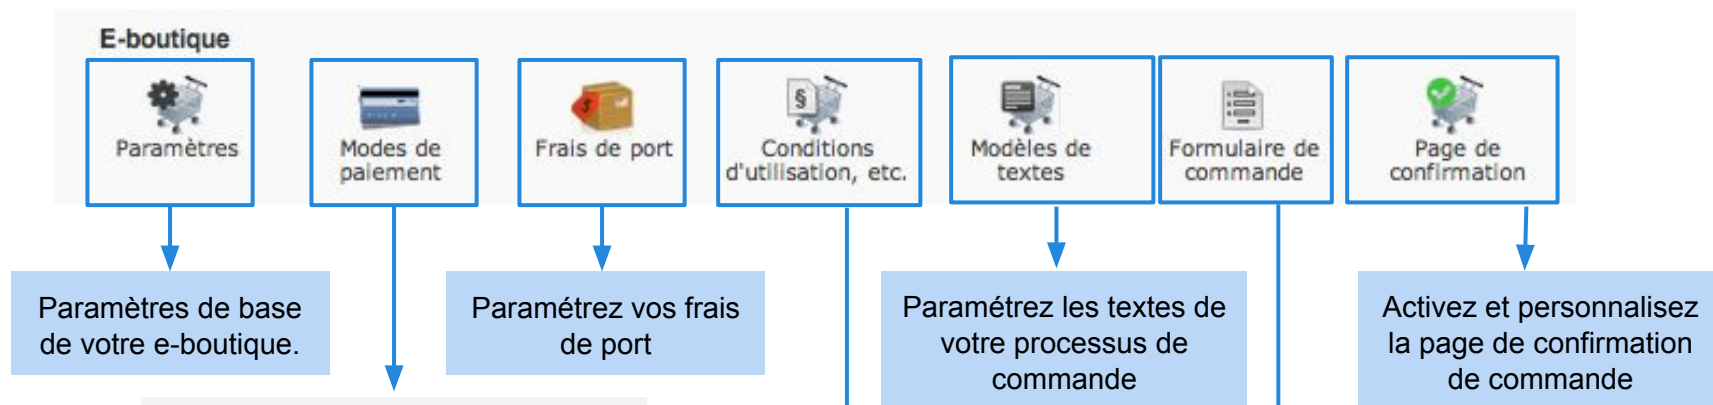 E-boutique
Paramètres
Modes de
paiement
Frais de port
Conditions
d'utilisation, etc.
Modèles de
textes
Formulaire de
commande
Page de
confirmation
Paramètres de base
de votre e-boutique.
Paramétrez vos frais
de port
Paramétrez les textes de
votre processus de
commande
Activez et personnalisez
la page de confirmation
de commande